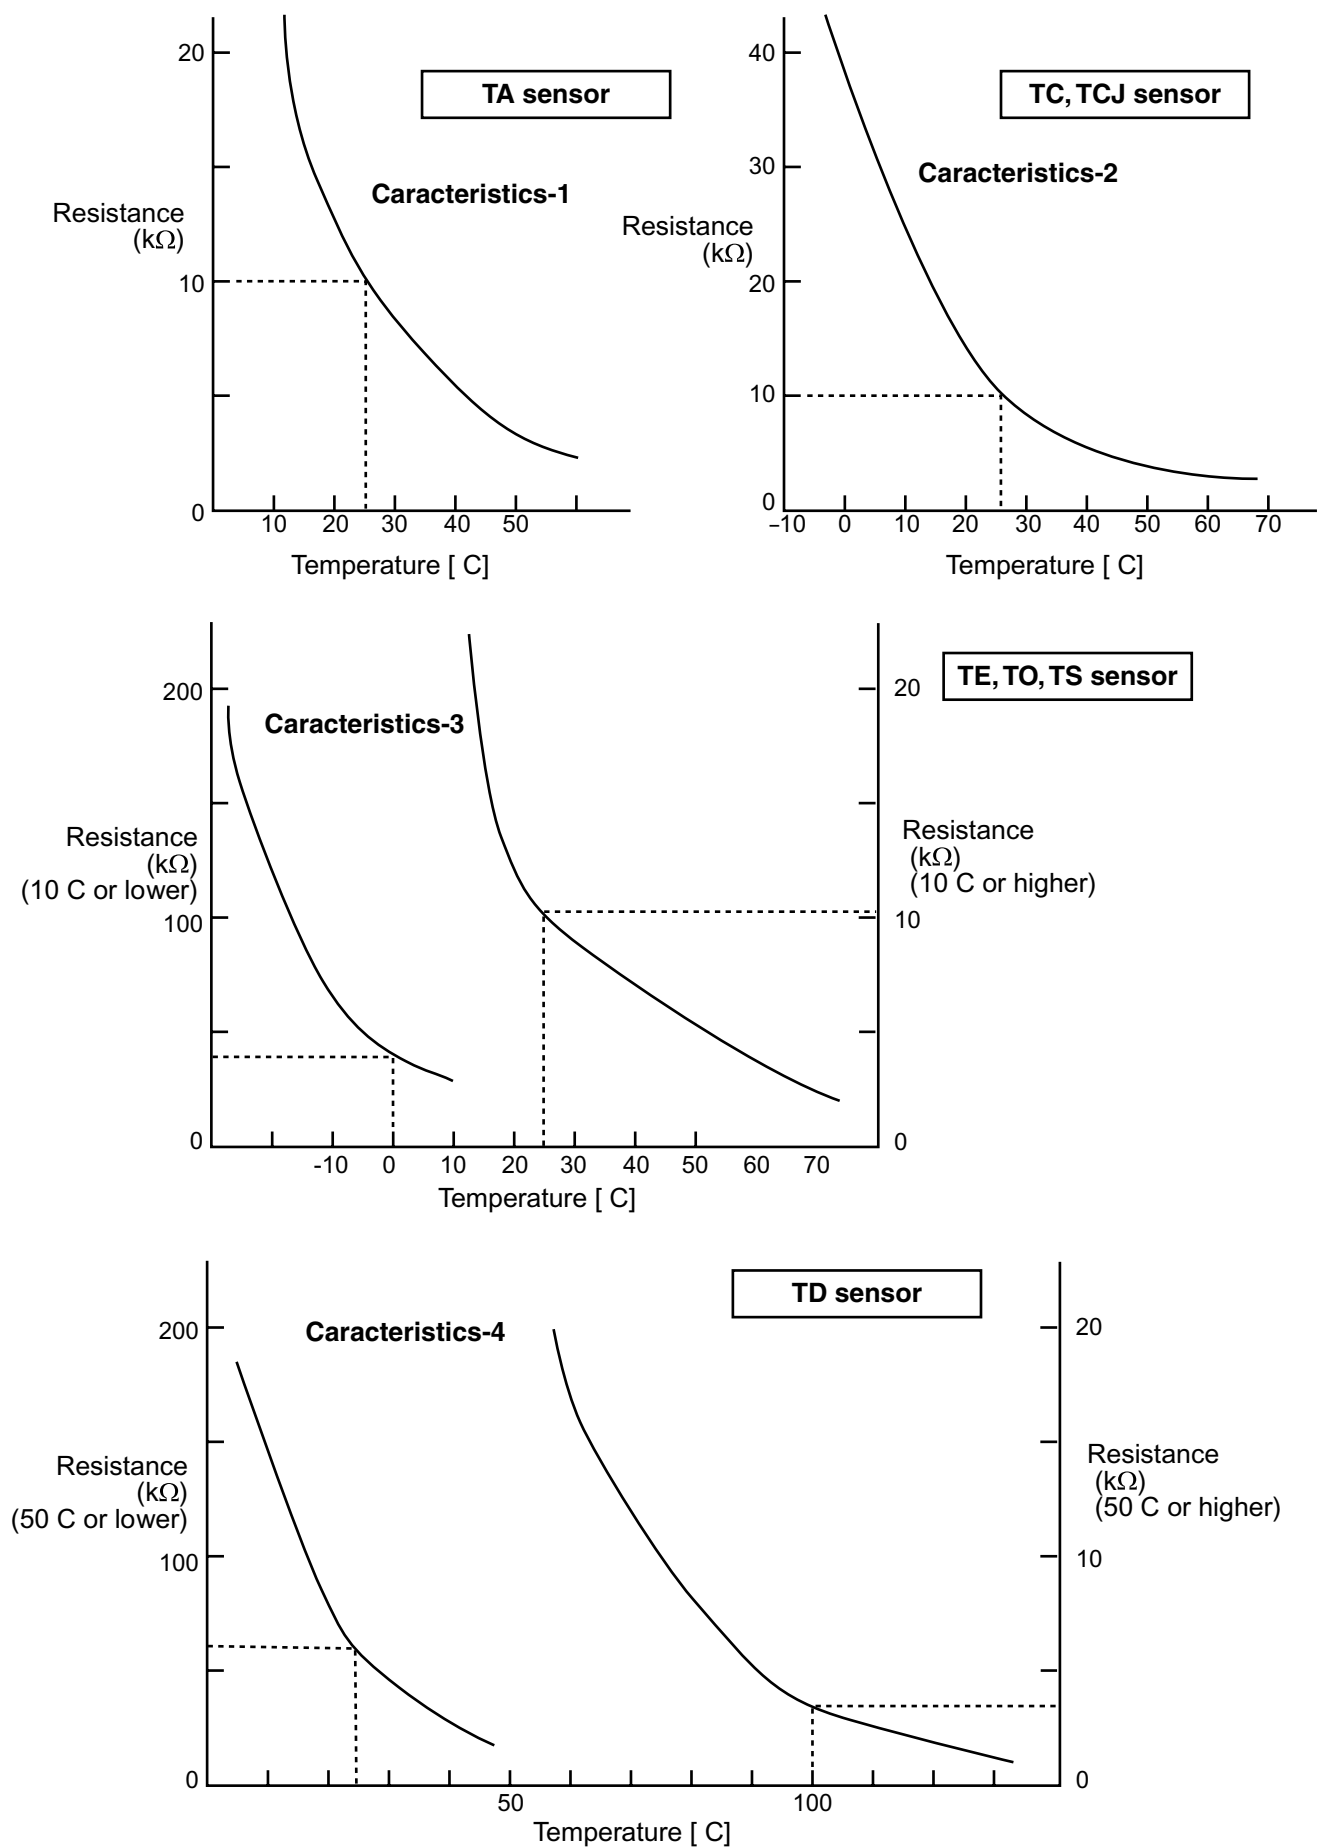 TA sensor
Caracteristics-1
Resistance
(kΩ)
20
10
0
10 20 30 40 50
Temperature [ C]
TC, TCJ sensor
Caracteristics-2
Resistance
(kΩ)
40
30
20
10
0
−10 0 10 20 30 40 50 60 70
Temperature [ C]
TE, TO, TS sensor
Caracteristics-3
Resistance
(kΩ)
(10 C or lower)
200
100
0
Resistance
(kΩ)
(10 C or higher)
20
10
0
-10 0 10 20 30 40 50 60 70
Temperature [ C]
TD sensor
Caracteristics-4
Resistance
(kΩ)
(50 C or lower)
200
100
0
Resistance
(kΩ)
(50 C or higher)
20
10
0
50 100
Temperature [ C]